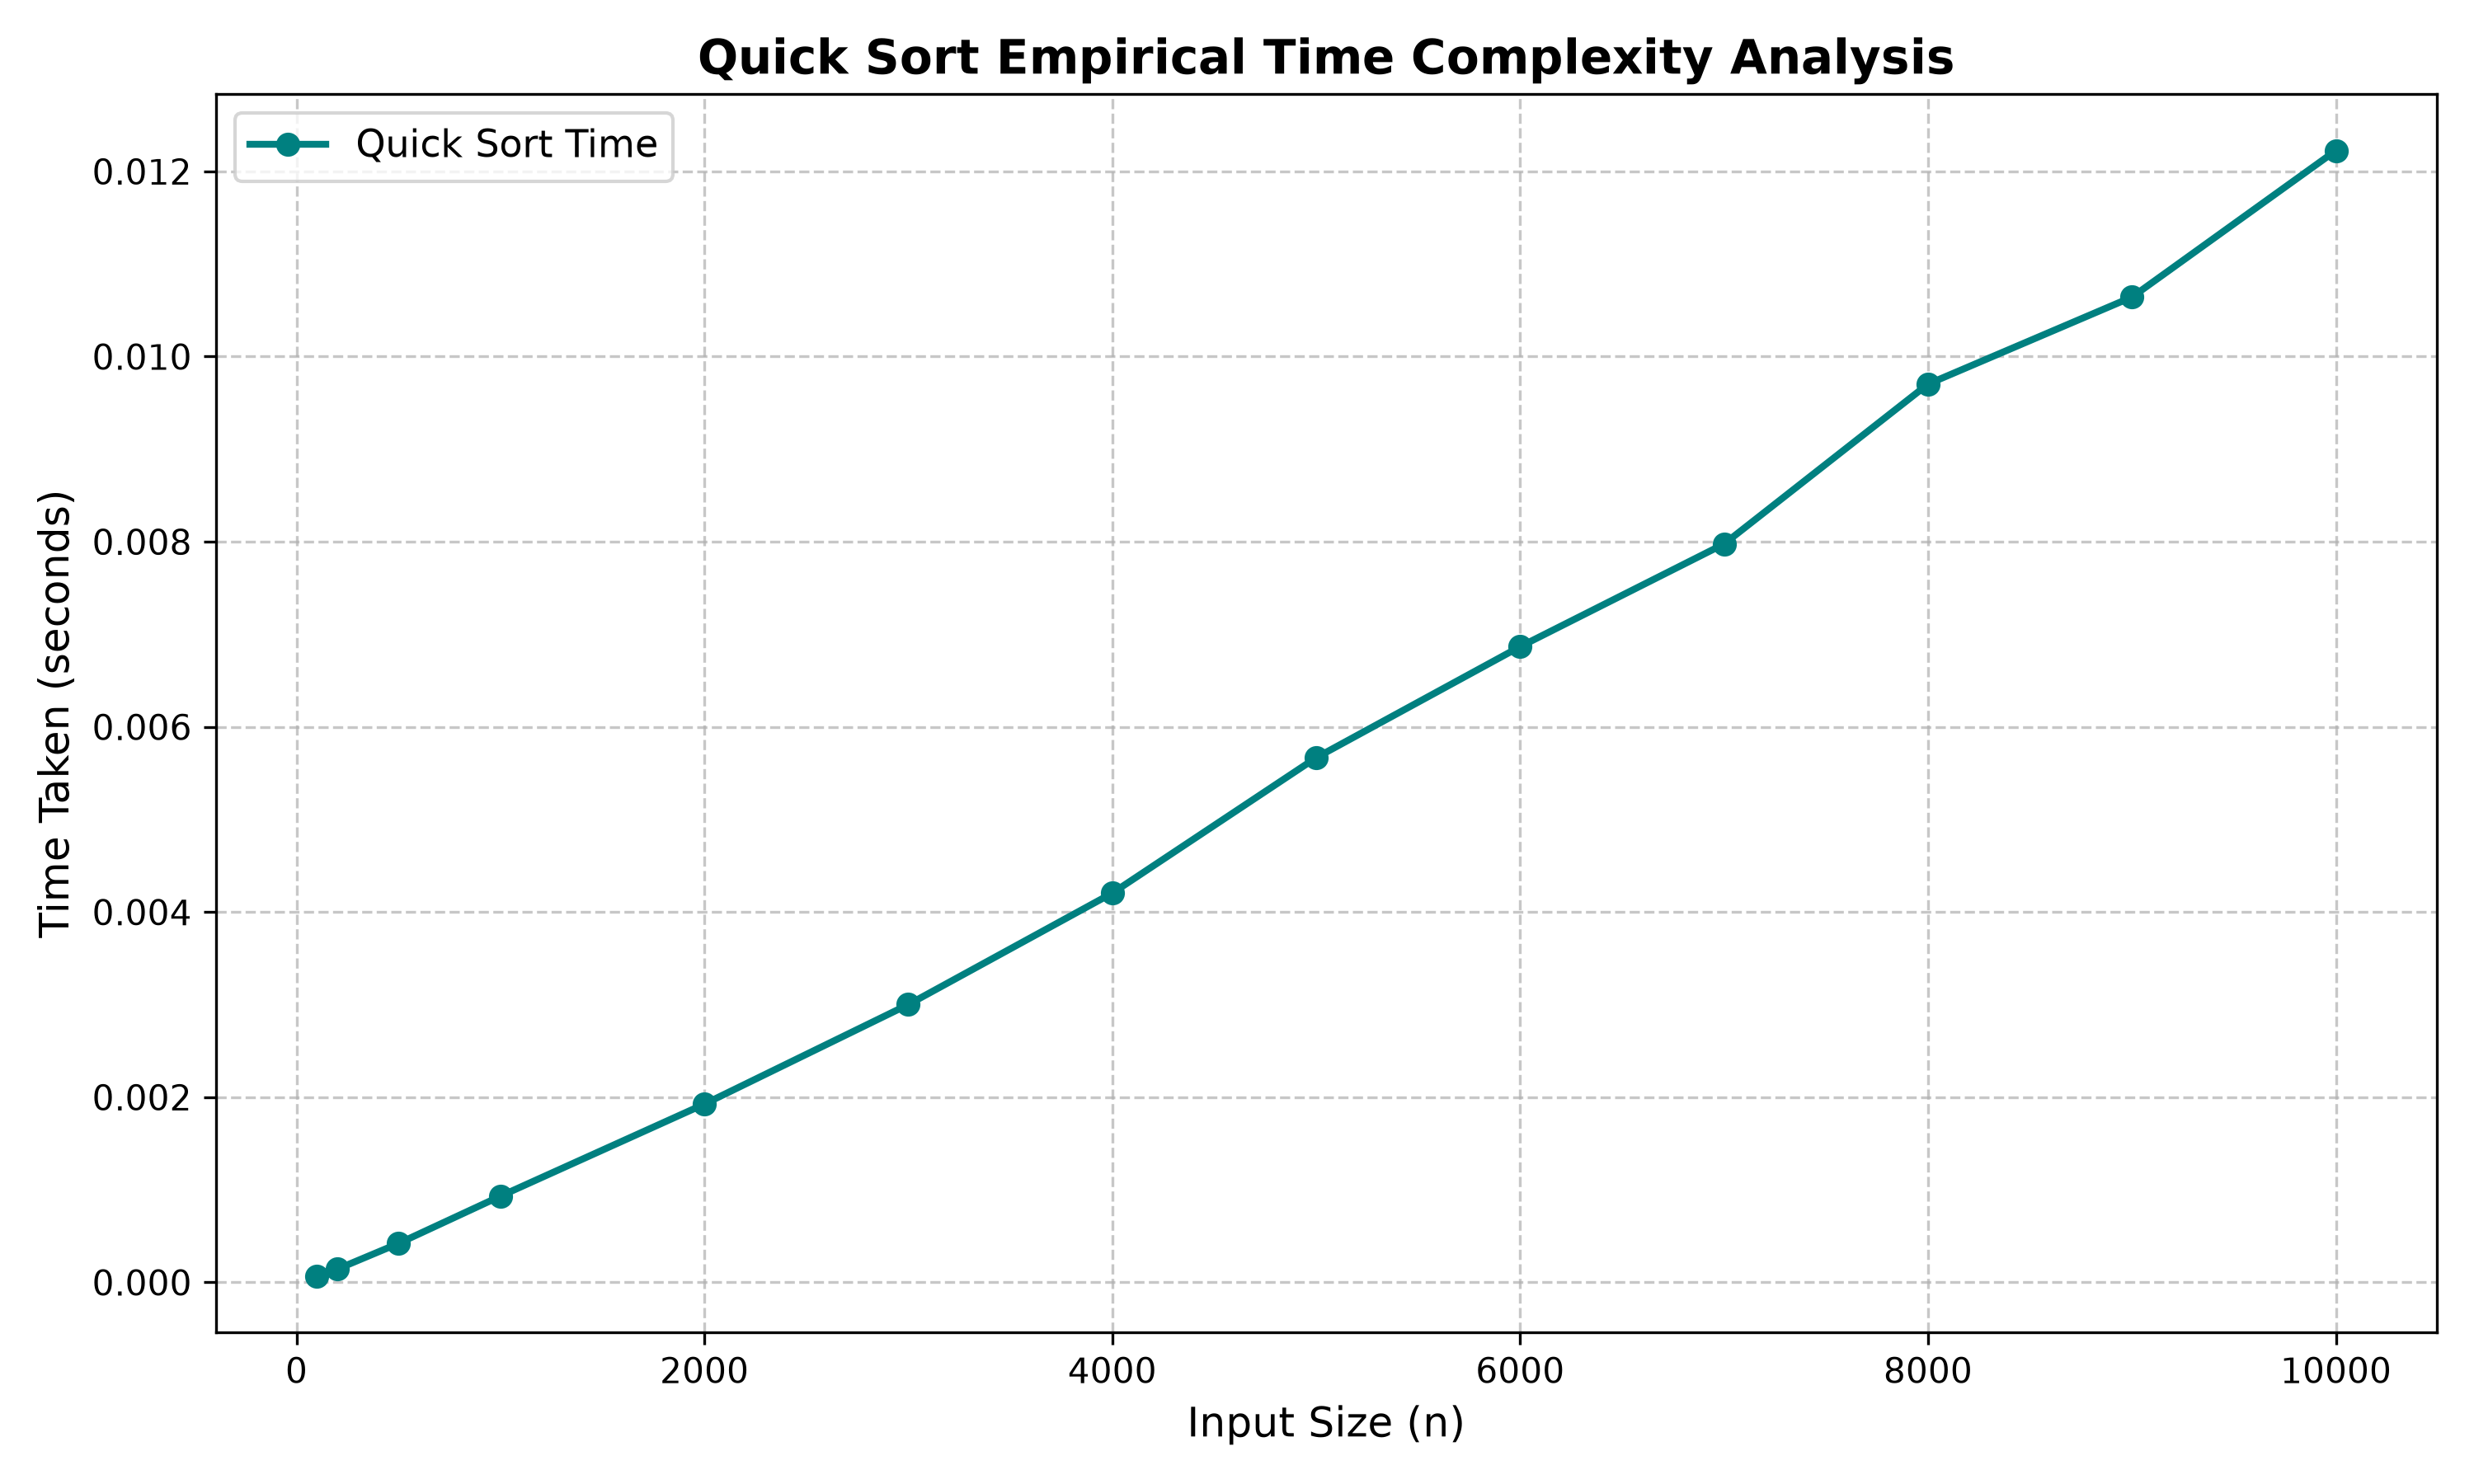 Quick Sort Empirical Time Complexity Analysis
Quick Sort Time
0.012
0.010
0.008
0.006
0.004
0.002
0.000
Time Taken (seconds)
0 2000 4000 6000 8000 10000
Input Size (n)